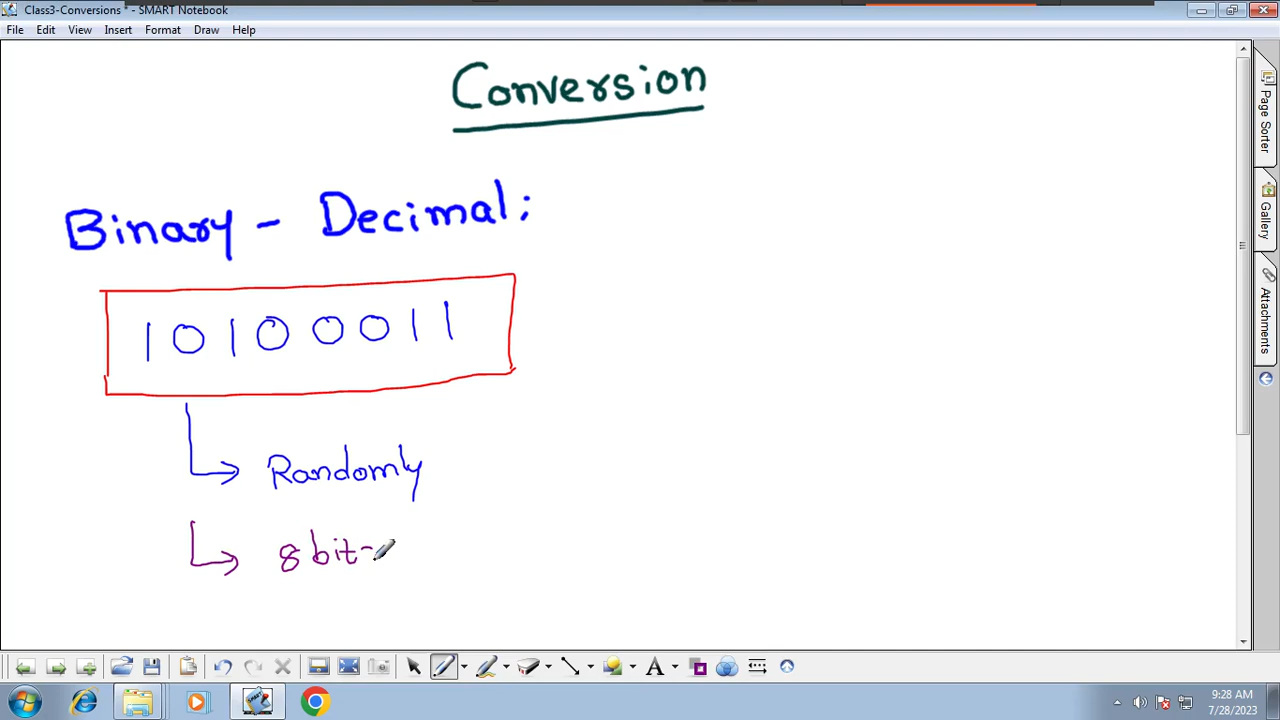 Class3-Conversions * - SMART Notebook
File Edit View Insert Format Draw Help
Conversion
Binary - Decimal;
10100011
Randomly
8 bit-
Page Sorter
Gallery
Attachments
9:28 AM
7/28/2023